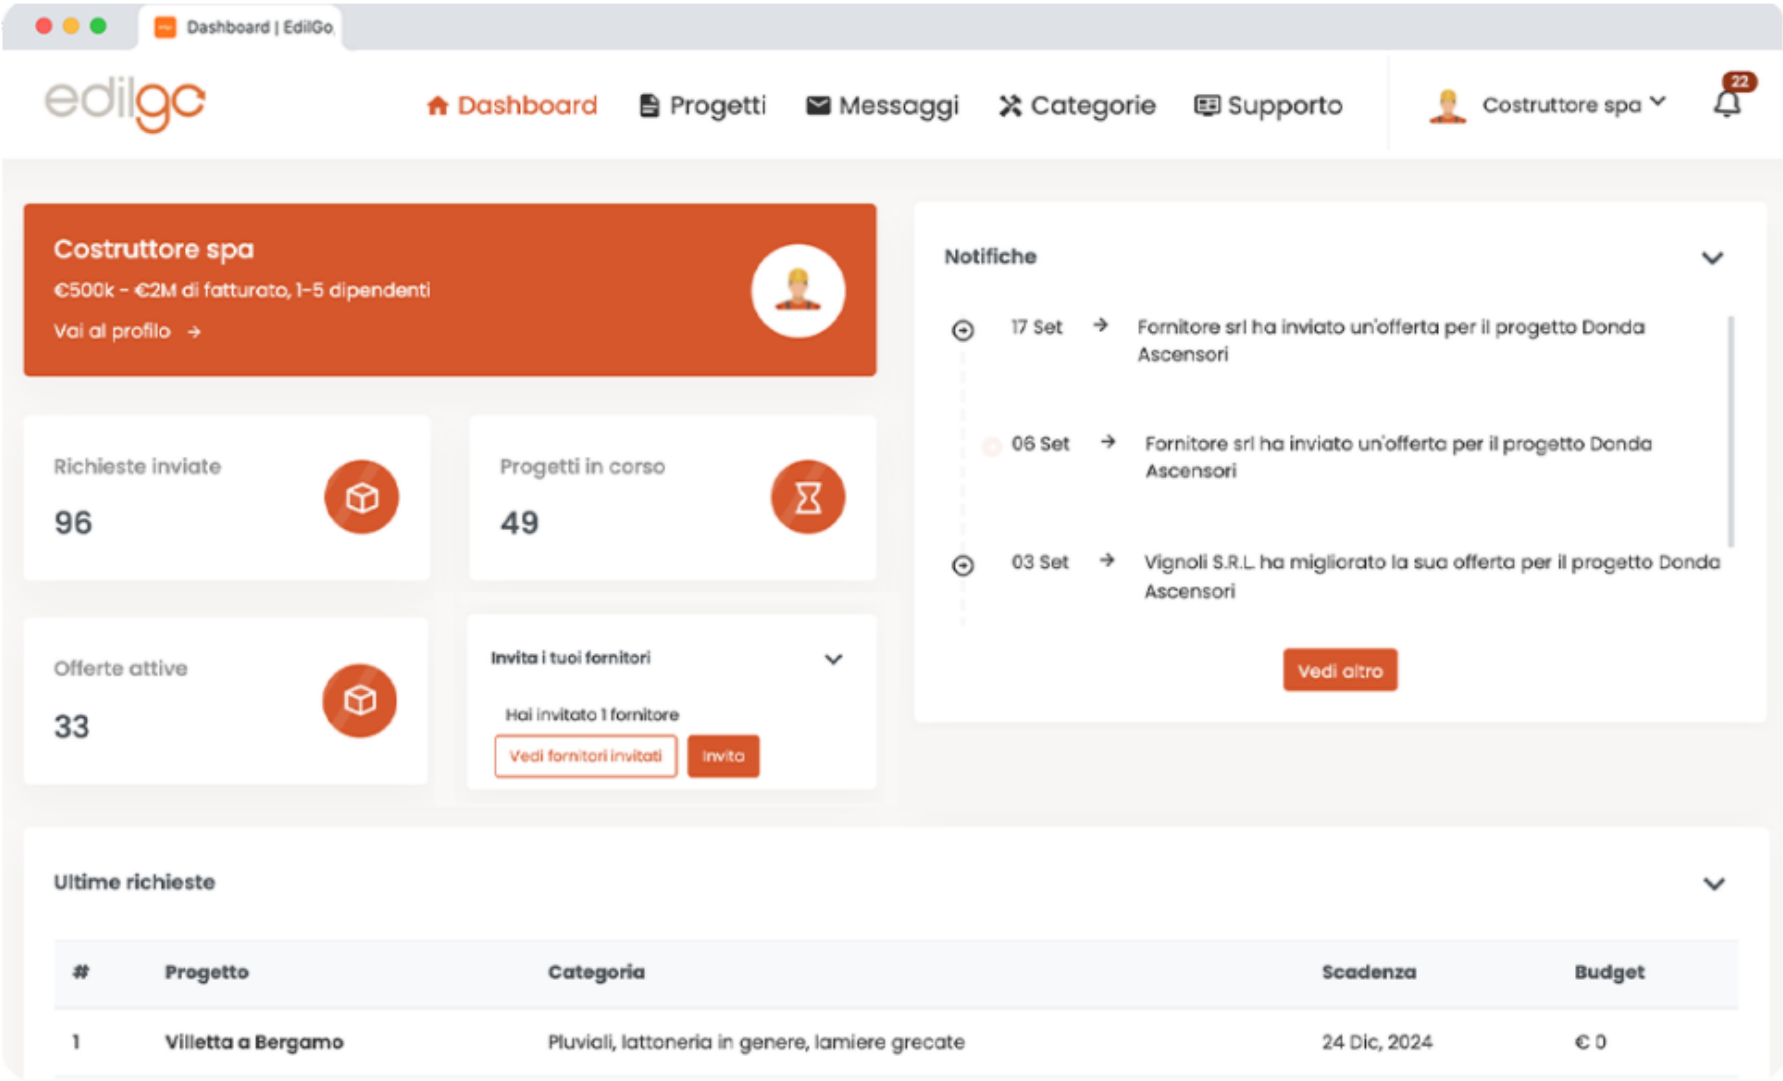 Dashboard | EdilGo
edilgo
Dashboard Progetti Messaggi Categorie Supporto Costruttore spa 22
Costruttore spa
€500k - €2M di fatturato, 1-5 dipendenti
Vai al profilo
Richieste inviate
96
Progetti in corso
49
Offerte attive
33
Invita i tuoi fornitori
Hai invitato 1 fornitore
Vedi fornitori invitati Invita
Notifiche
17 Set → Fornitore srl ha inviato un'offerta per il progetto Donda
Ascensori
06 Set → Fornitore srl ha inviato un'offerta per il progetto Donda
Ascensori
03 Set → Vignoli S.R.L. ha migliorato la sua offerta per il progetto Donda
Ascensori
Vedi altro
Ultime richieste
# Progetto Categoria Scadenza Budget
1 Villetta a Bergamo Pluviali, lattoneria in genere, lamiere grecate 24 Dic, 2024 € 0